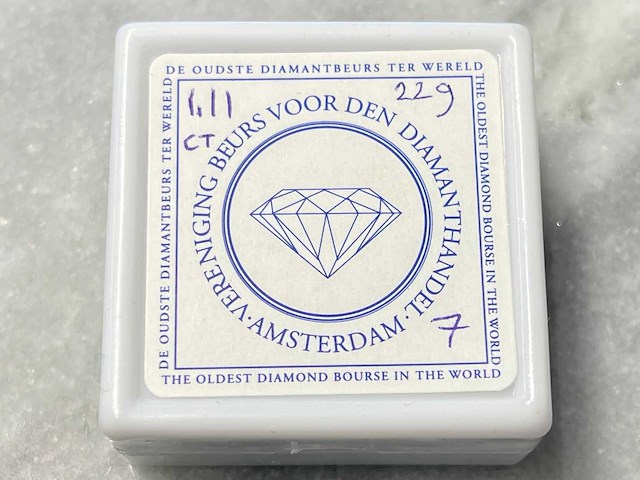 DE OUDSTE DIAMANTBEURS TER WERELD
1,11
CT
229
VERENIGING BEURS VOOR DEN DIAMANTHANDEL
· AMSTERDAM ·
7
DE OUDSTE DIAMANTBEURS TER WERELD
THE OLDEST DIAMOND BOURSE IN THE WORLD
THE OLDEST DIAMOND BOURSE IN THE WORLD